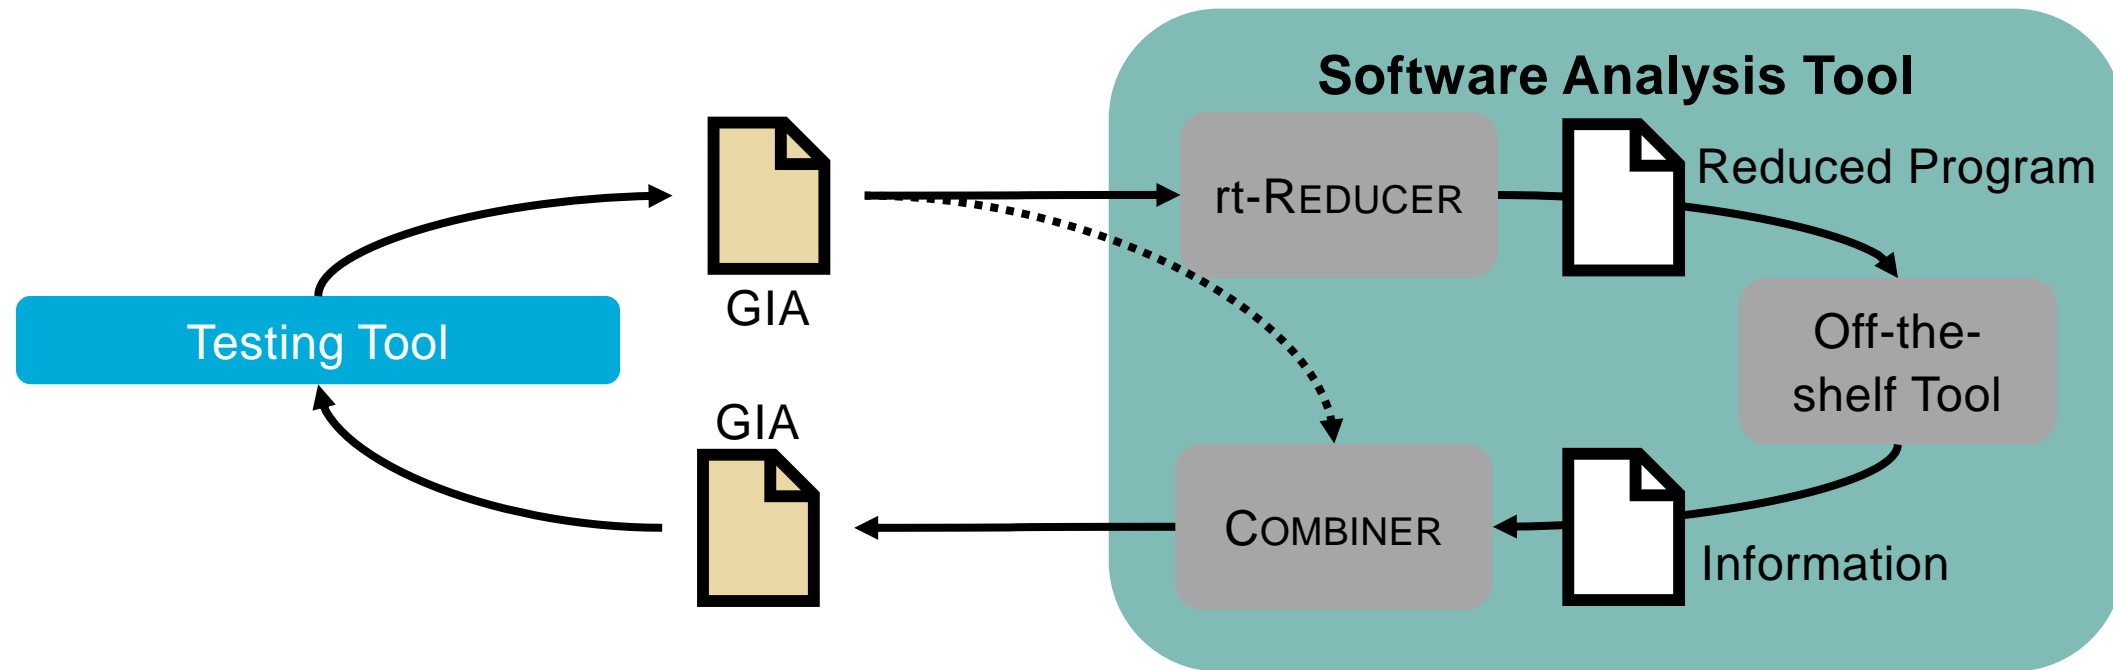 Software Analysis Tool
rt-REDUCER
Reduced Program
GIA
Testing Tool
Off-the-
shelf Tool
GIA
COMBINER
Information